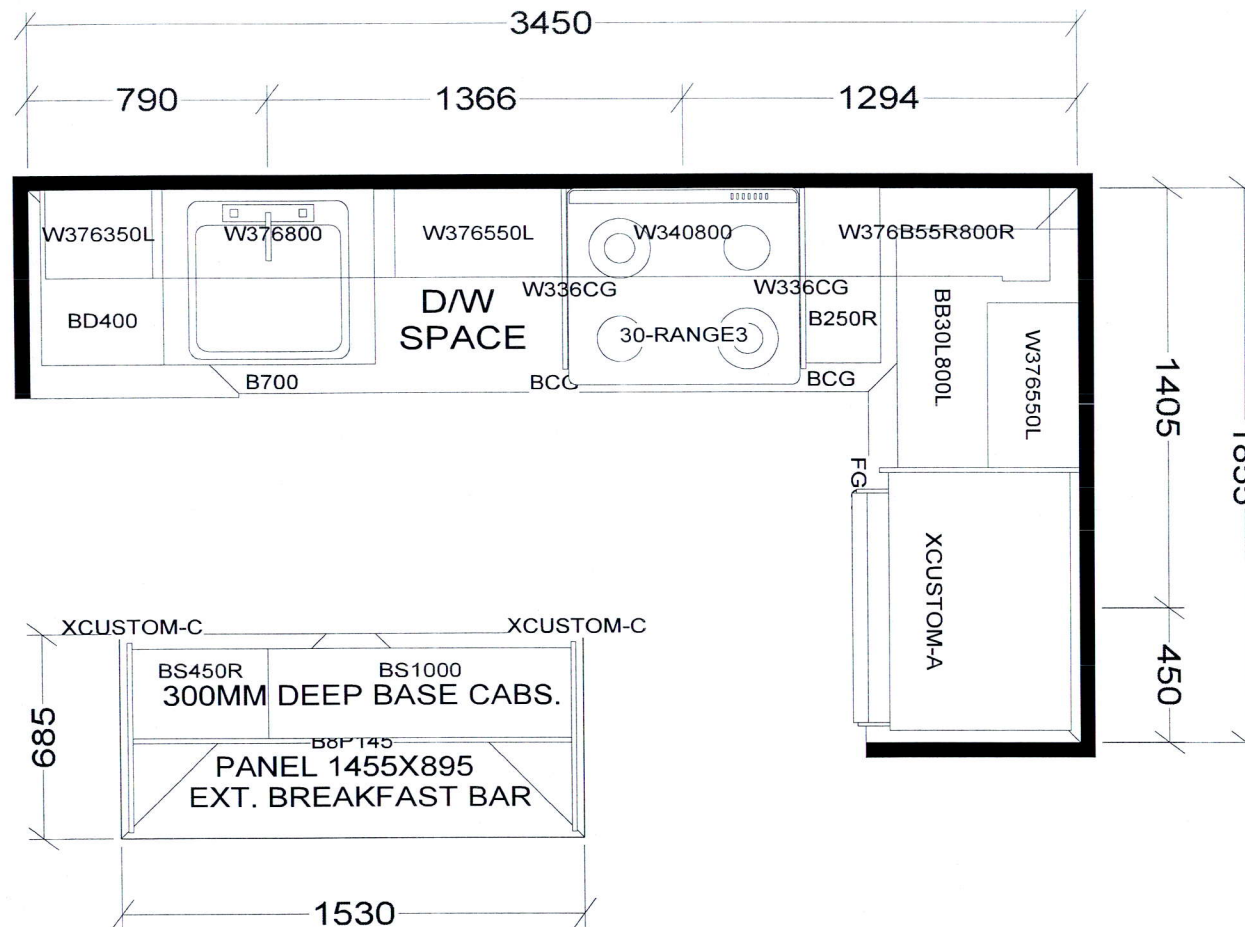 3450
790
1366
1294
W376350L
W376800
W376550L
W340800
W376B55R800R
W336CG
W336CG
BD400
D/W
SPACE
30-RANGE3
B250R
BB30L800L
W376550L
B700
BCG
BCG
1405
FG
XCUSTOM-A
450
XCUSTOM-C
XCUSTOM-C
BS450R
BS1000
300MM DEEP BASE CABS.
685
B8P145
PANEL 1455X895
EXT. BREAKFAST BAR
1530